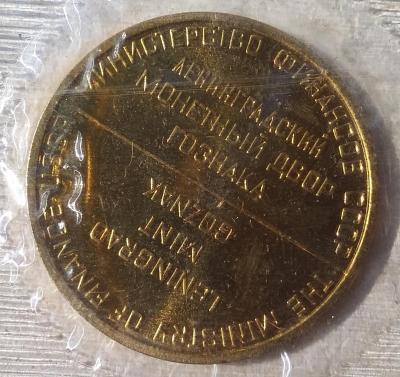 МИНИСТЕРСТВО ФИНАНСОВ СССР
THE MINISTRY OF FINANCE
ЛЕНИНГРАДСКИЙ
МОНЕТНЫЙ ДВОР
ГОЗНАКА
LENINGRAD
MINT
GOZNAK